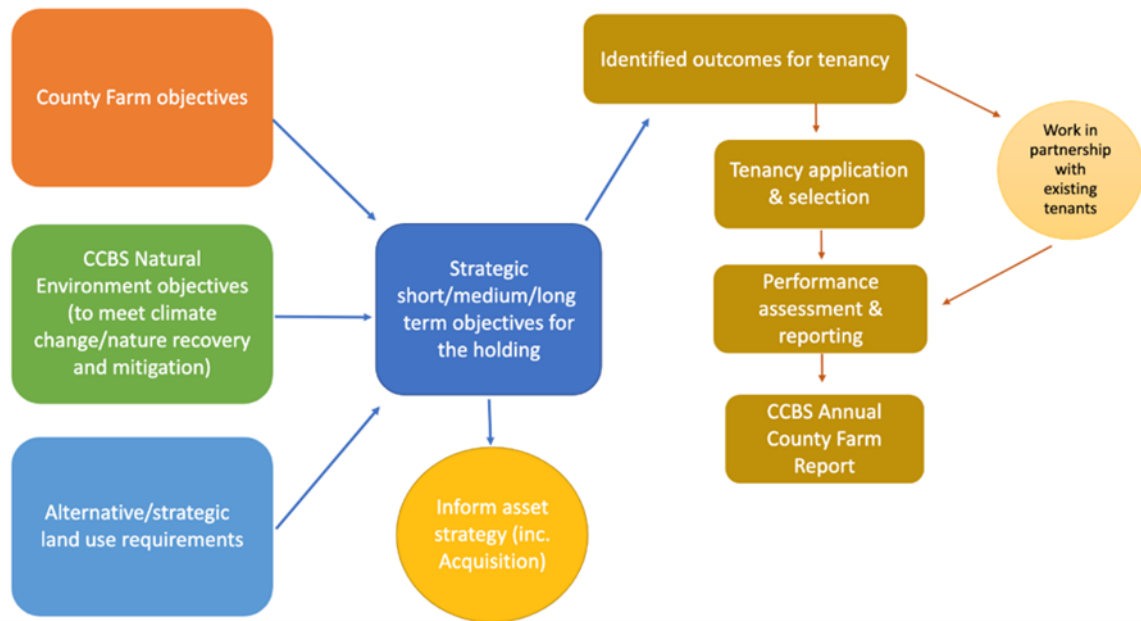 County Farm objectives
CCBS Natural
Environment objectives
(to meet climate
change/nature recovery
and mitigation)
Alternative/strategic
land use requirements
Strategic
short/medium/long
term objectives for
the holding
Inform asset
strategy (inc.
Acquisition)
Identified outcomes for tenancy
Tenancy application
& selection
Performance
assessment &
reporting
CCBS Annual
County Farm
Report
Work in
partnership
with
existing
tenants